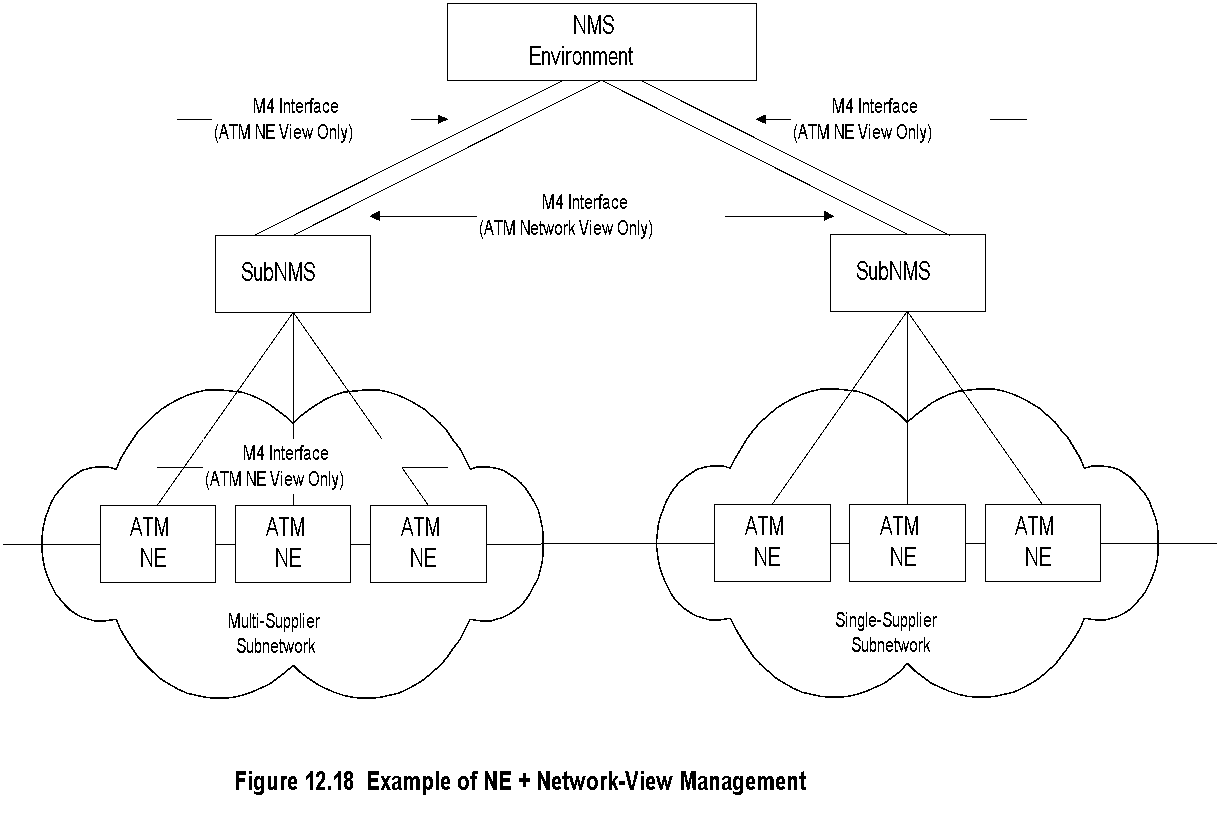 NMS
Environment
M4 Interface
(ATM NE View Only)
M4 Interface
(ATM NE View Only)
M4 Interface
(ATM Network View Only)
SubNMS
SubNMS
M4 Interface
(ATM NE View Only)
ATM
NE
ATM
NE
ATM
NE
ATM
NE
ATM
NE
ATM
NE
Multi-Supplier
Subnetwork
Single-Supplier
Subnetwork
Figure 12.18 Example of NE + Network-View Management